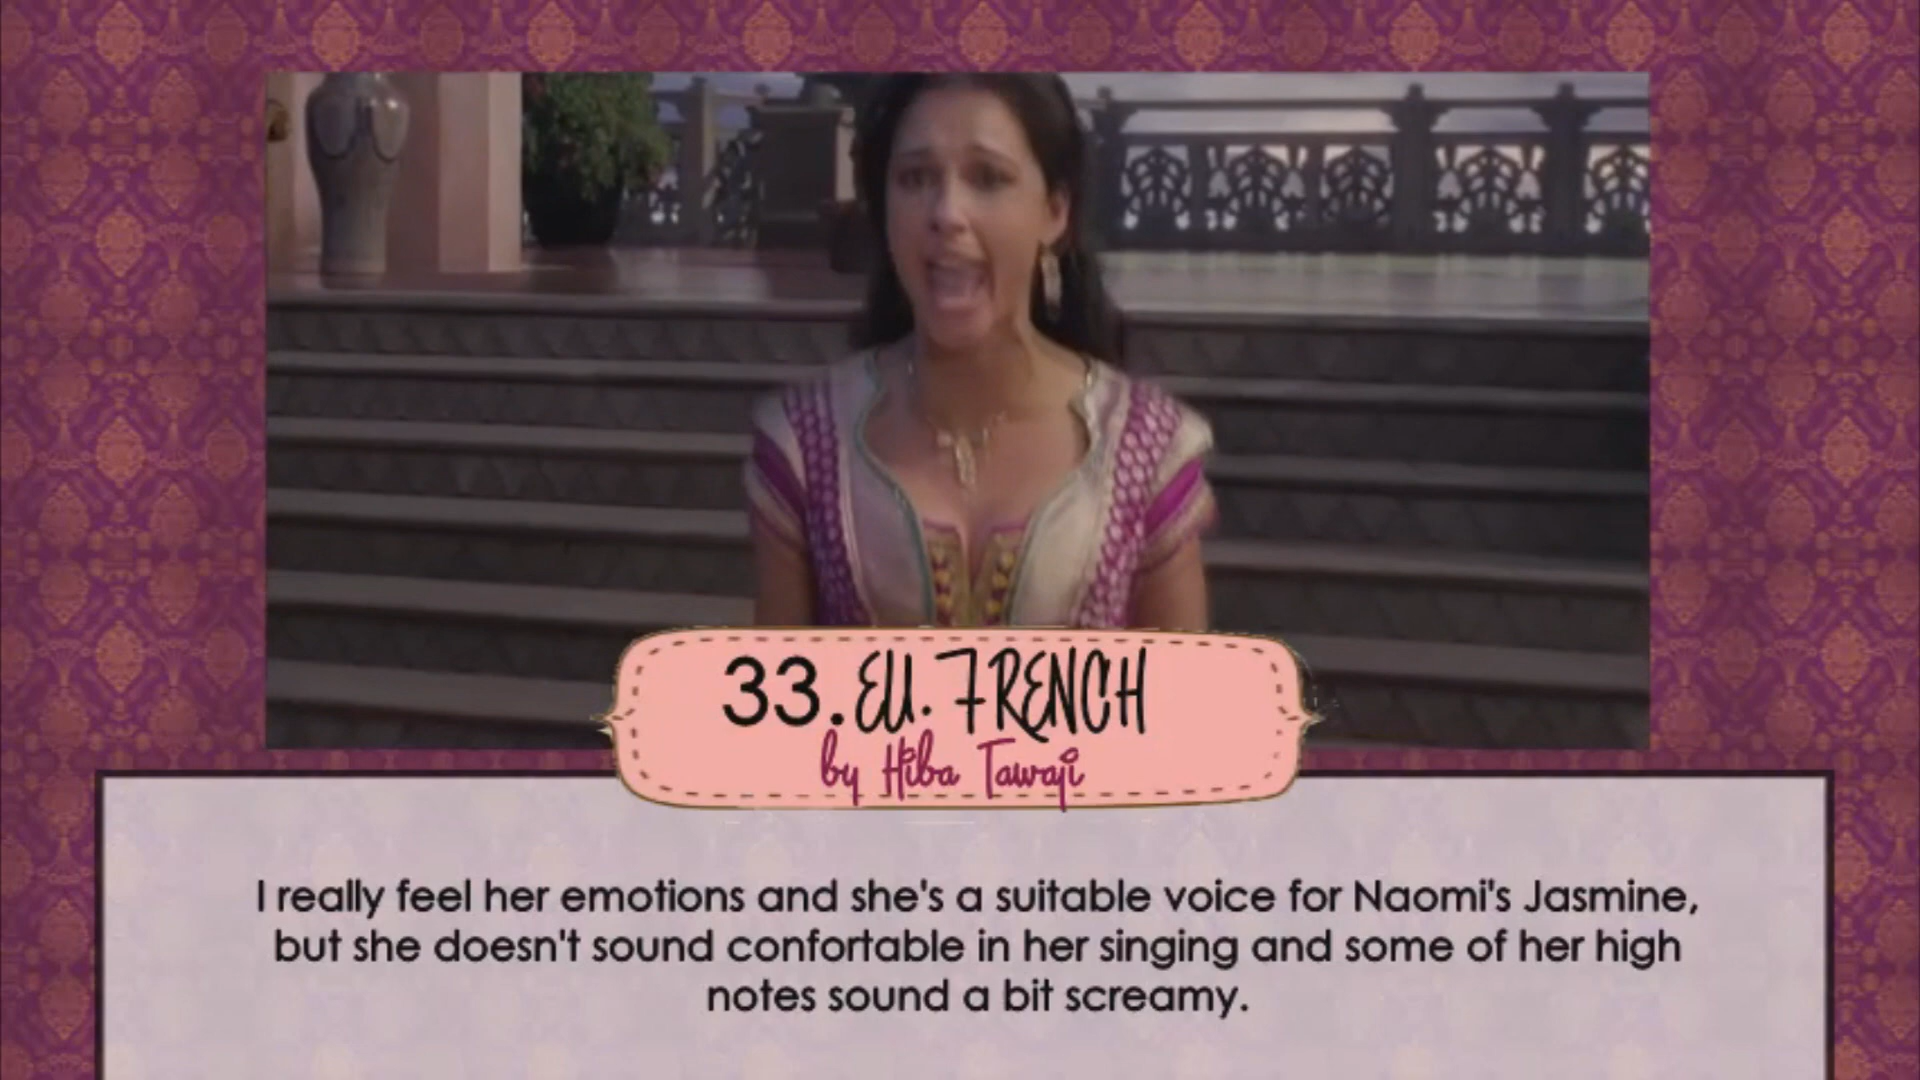 33. EU. FRENCH
by Hiba Tawaji
I really feel her emotions and she's a suitable voice for Naomi's Jasmine,
but she doesn't sound confortable in her singing and some of her high
notes sound a bit screamy.